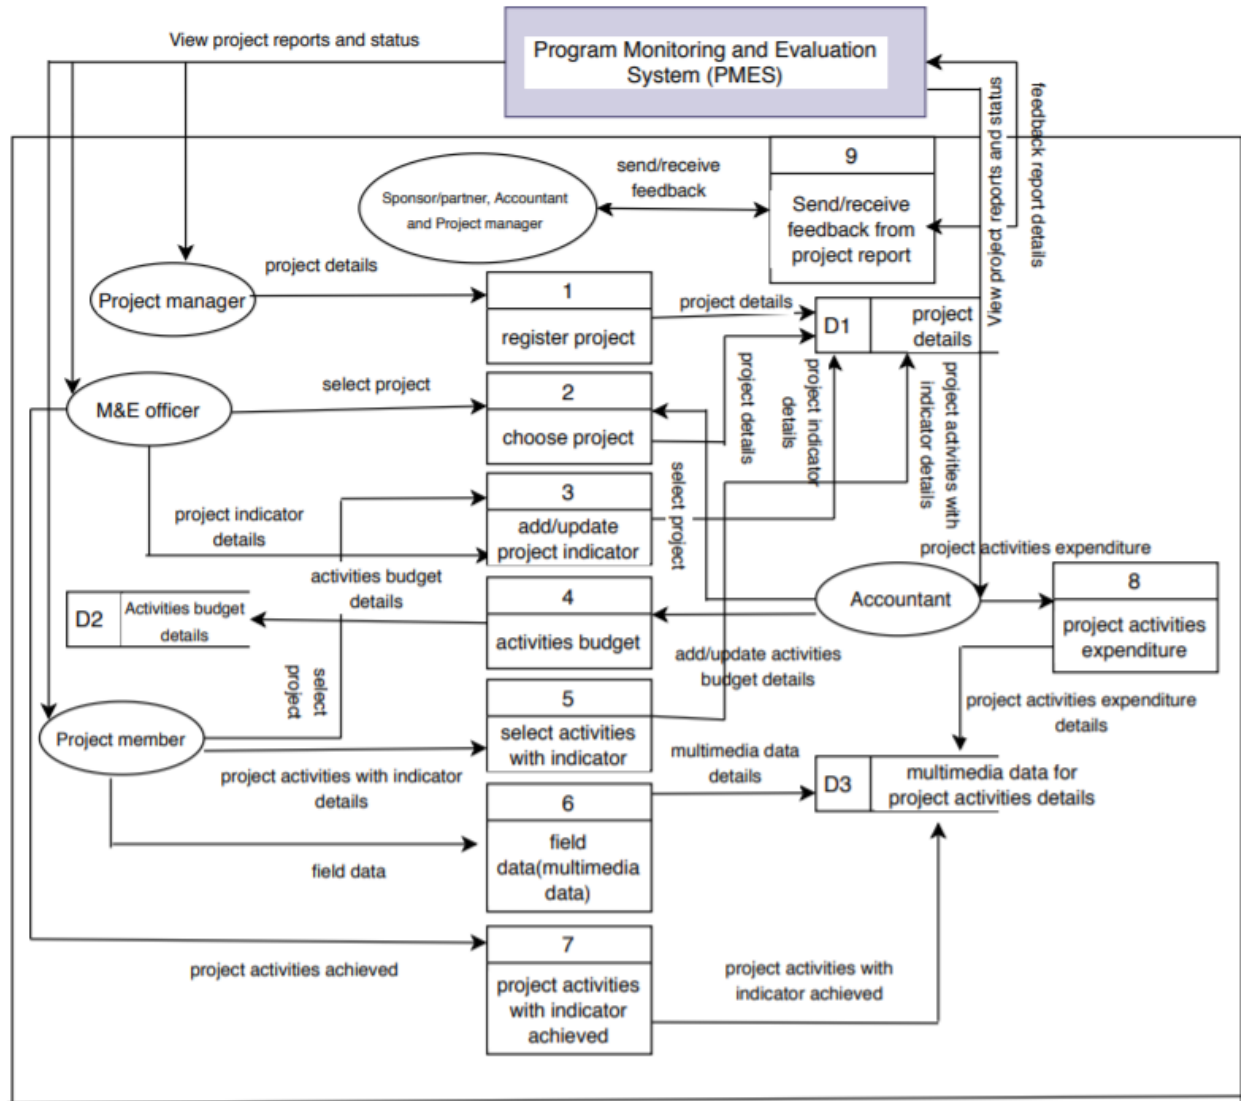 View project reports and status
Program Monitoring and Evaluation
System (PMES)
View project reports and status
feedback report details
9
Send/receive
feedback from
project report
send/receive
feedback
Sponsor/partner, Accountant
and Project manager
Project manager
project details
1
register project
project details
D1
project
details
M&E officer
select project
2
choose project
project details
project indicator
details
project activities with
indicator details
select project
3
add/update
project indicator
project indicator
details
activities budget
details
D2
Activities budget
details
4
activities budget
Accountant
project activities expenditure
8
project activities
expenditure
add/update activities
budget details
project activities expenditure
details
select
project
Project member
5
select activities
with indicator
project activities with indicator
details
multimedia data
details
D3
multimedia data for
project activities details
6
field
data(multimedia
data)
field data
7
project activities
with indicator
achieved
project activities achieved
project activities with
indicator achieved